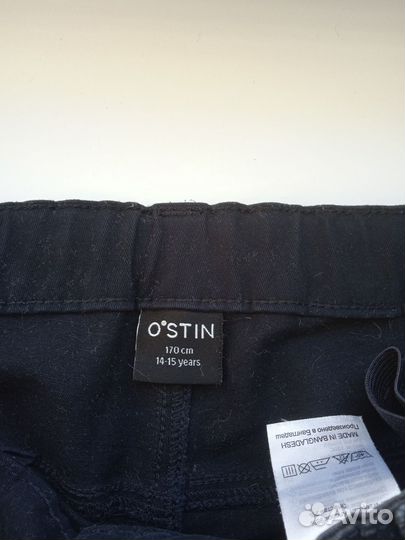 O'STIN
170 cm
14-15 years
MADE IN BANGLADESH
Произведено в Бангладеш
Avito